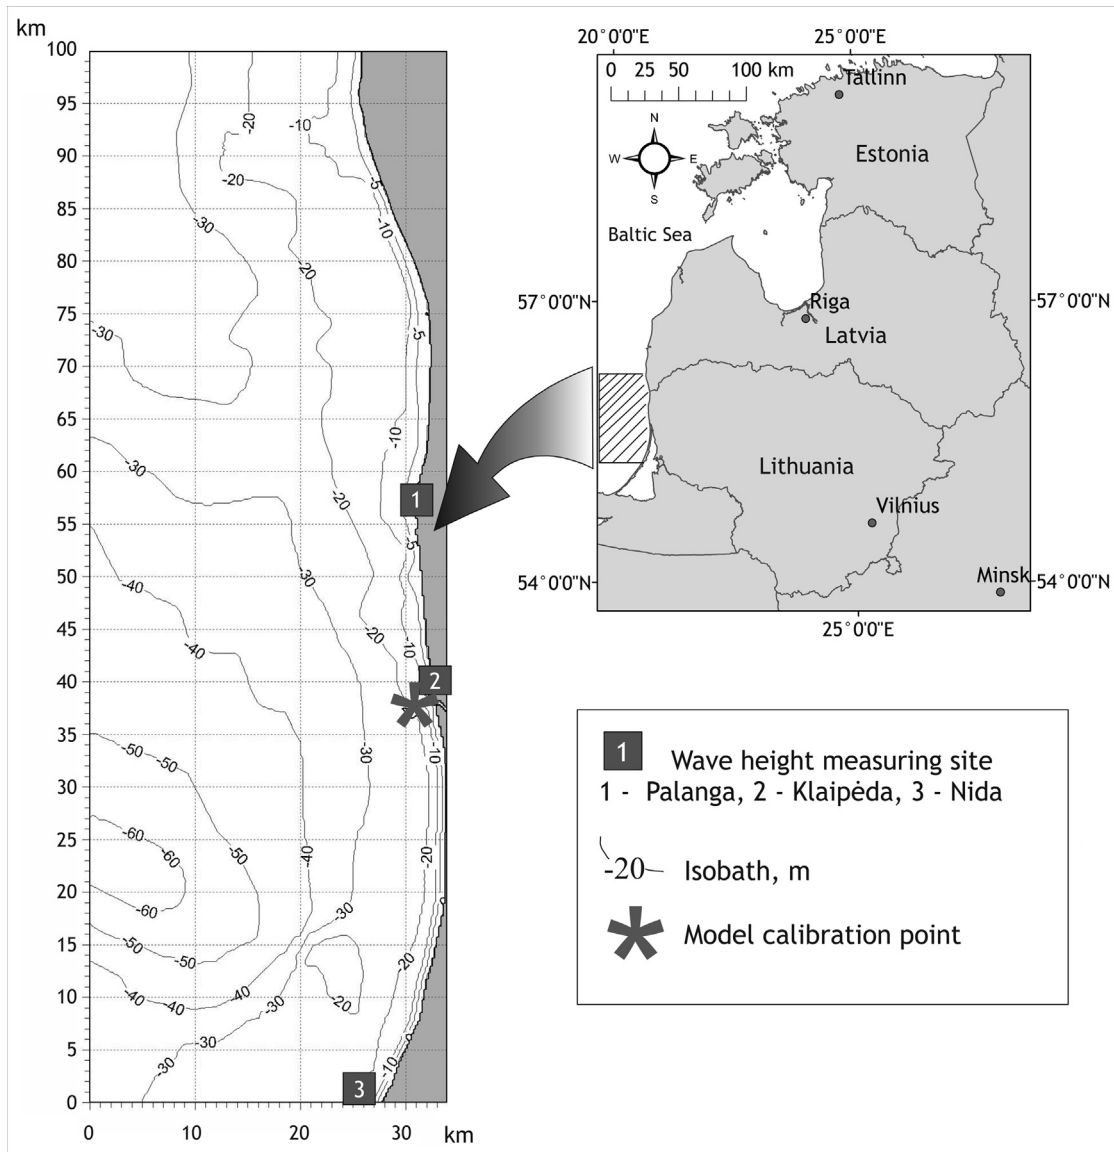 km
100
95
90
85
80
75
70
65
60
55
50
45
40
35
30
25
20
15
10
5
0
0
10
20
30
km
-20
-10
-20
-5
-30
-10
-20
-30
-5
-10
-30
-20
1
-5
-30
-40
-20
-10
-40
2
-50
-50
-30
-10
-60
-60
-50
-40
-20
-60
-30
-50
-50
-20
-40
-40
-40
-30
-20
-30
-30
-10
3
20°0'0"E
25°0'0"E
0 25 50 100 km
Tallinn
N
W E
S
Estonia
Baltic Sea
57°0'0"N
57°0'0"N
Riga
Latvia
Lithuania
Vilnius
54°0'0"N
Minsk
54°0'0"N
25°0'0"E
1 Wave height measuring site
1 - Palanga, 2 - Klaipėda, 3 - Nida
-20 Isobath, m
Model calibration point